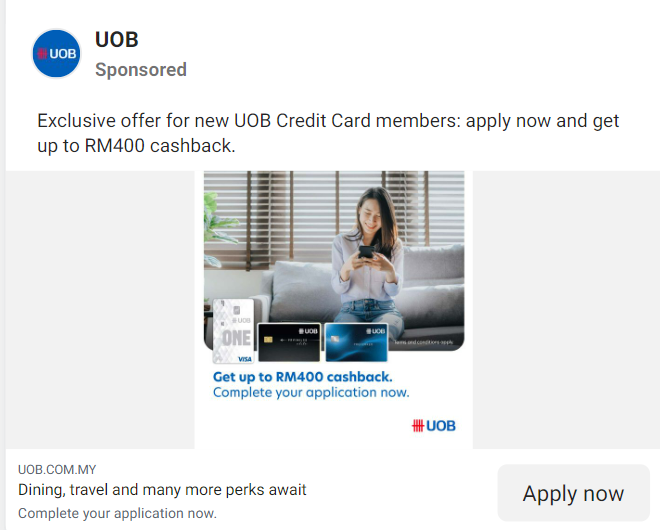 UOB
UOB
Sponsored
Exclusive offer for new UOB Credit Card members: apply now and get
up to RM400 cashback.
UOB
ONE
VISA
UOB
UOB
Terms and conditions apply.
Get up to RM400 cashback.
Complete your application now.
UOB
UOB.COM.MY
Dining, travel and many more perks await
Complete your application now.
Apply now